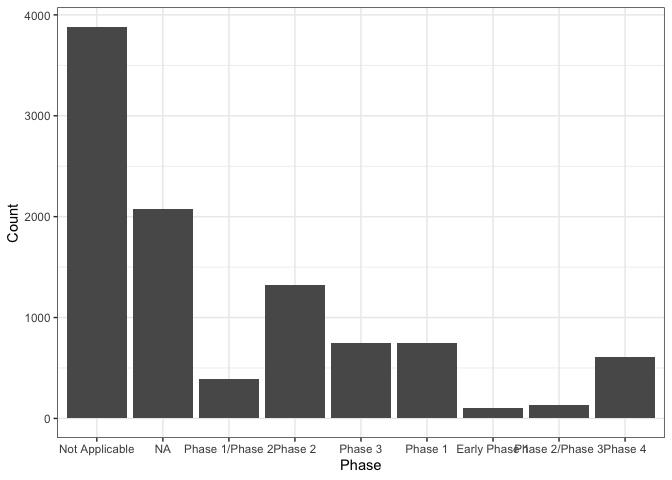 4000
3000
2000
1000
0
Count
Not Applicable NA Phase 1/Phase 2 Phase 2 Phase 3 Phase 1 Early Phase 1 Phase 2/Phase 3 Phase 4
Phase